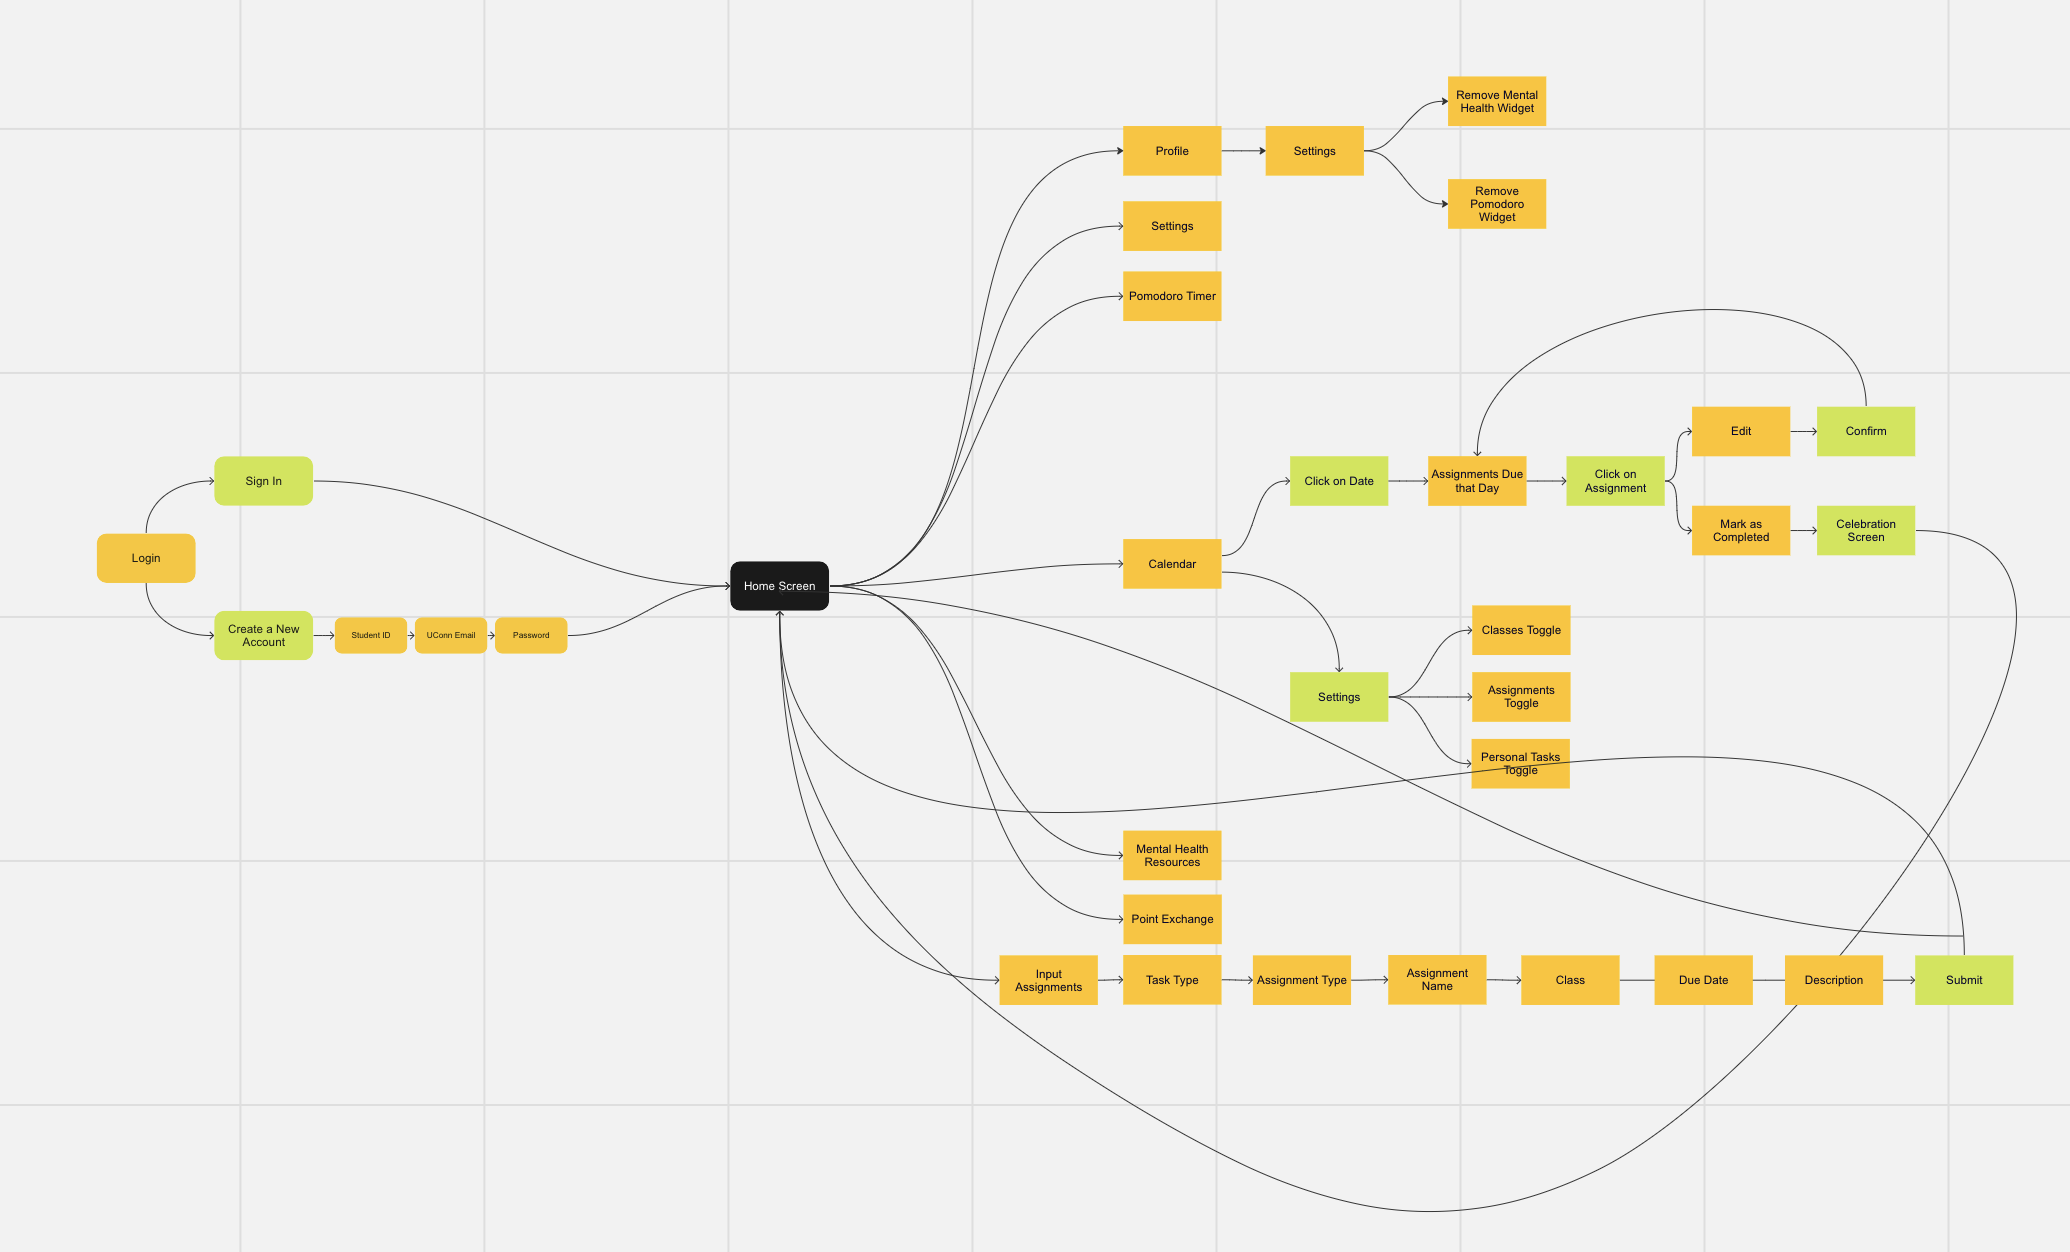 Remove Mental
Health Widget
Profile
Settings
Remove
Pomodoro
Widget
Settings
Pomodoro Timer
Edit
Confirm
Sign In
Click on Date
Assignments Due
that Day
Click on
Assignment
Mark as
Completed
Celebration
Screen
Login
Calendar
Home Screen
Create a New
Account
Student ID
UConn Email
Password
Classes Toggle
Settings
Assignments
Toggle
Personal Tasks
Toggle
Mental Health
Resources
Point Exchange
Input
Assignments
Task Type
Assignment Type
Assignment
Name
Class
Due Date
Description
Submit